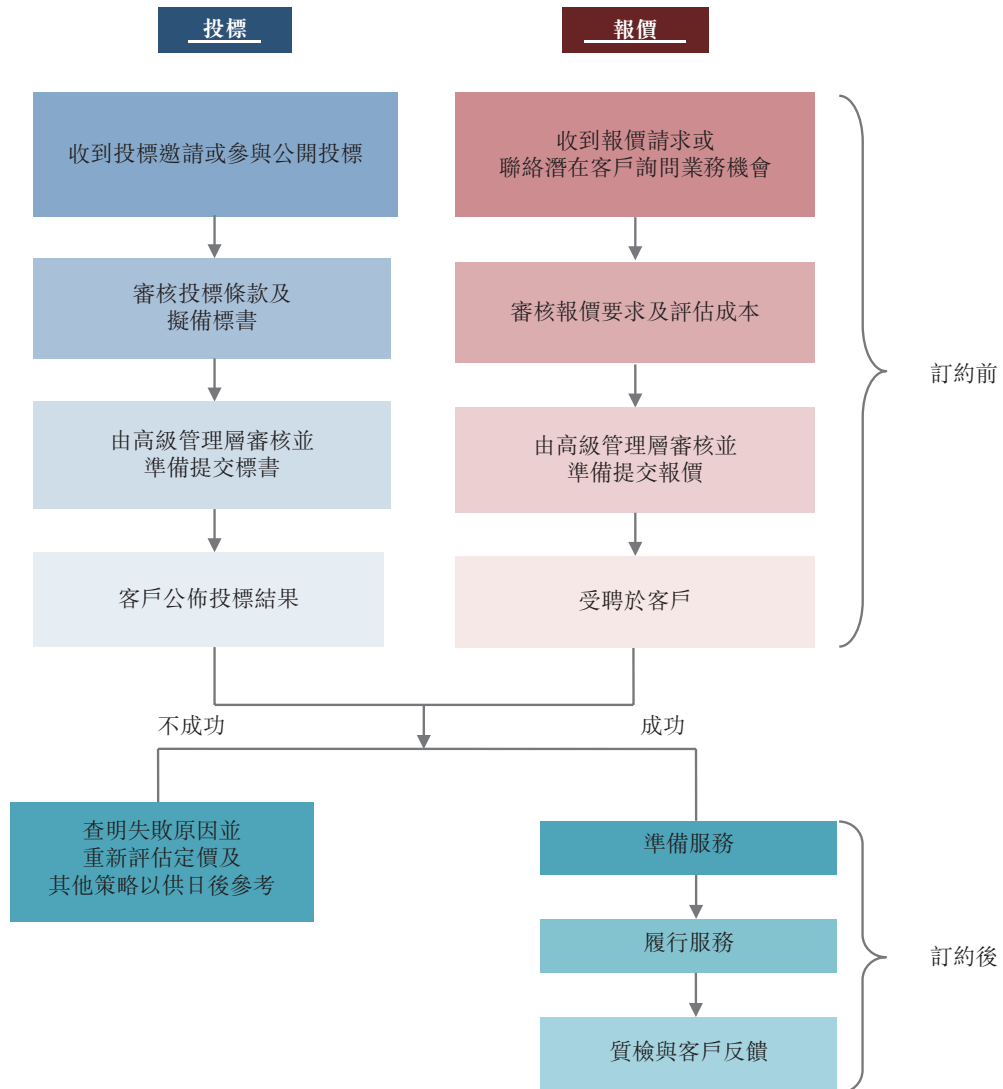 投標
報價
收到投標邀請或參與公開投標
收到報價請求或
聯絡潛在客戶詢問業務機會
審核投標條款及
擬備標書
審核報價要求及評估成本
訂約前
由高級管理層審核並
準備提交標書
由高級管理層審核並
準備提交報價
客戶公佈投標結果
受聘於客戶
不成功
成功
查明失敗原因並
重新評估定價及
其他策略以供日後參考
準備服務
履行服務
訂約後
質檢與客戶反饋